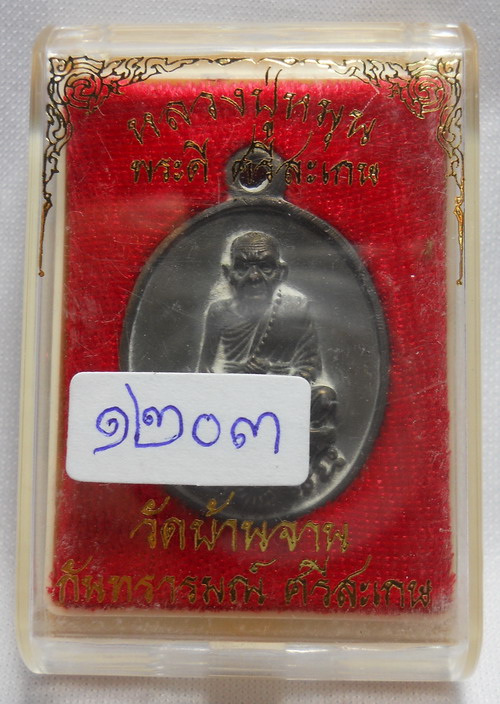 หลวงปู่หมุน
พระดี ศรีสะเกษ
๑๒๐๓
วัดบ้านจาน
กันทรารมณ์ ศรีสะเกษ